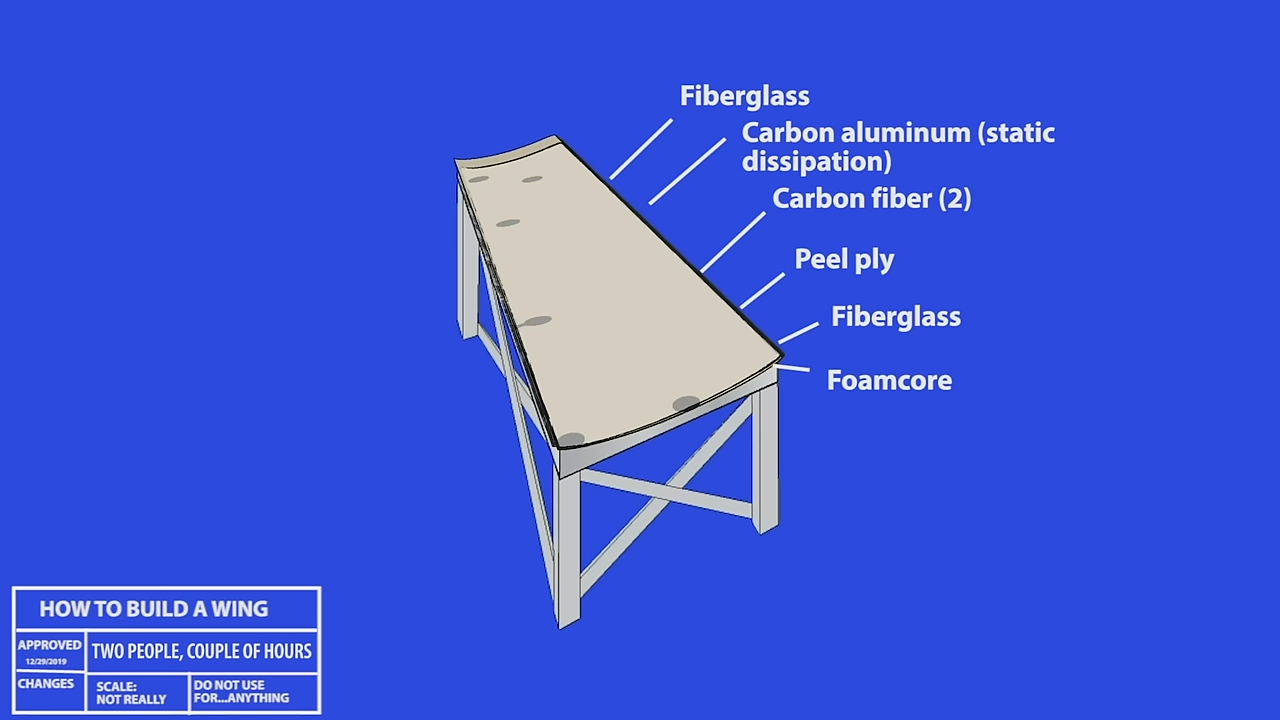 Fiberglass
Carbon aluminum (static
dissipation)
Carbon fiber (2)
Peel ply
Fiberglass
Foamcore
HOW TO BUILD A WING
APPROVED
12/29/2019
TWO PEOPLE, COUPLE OF HOURS
CHANGES
SCALE:
NOT REALLY
DO NOT USE
FOR...ANYTHING